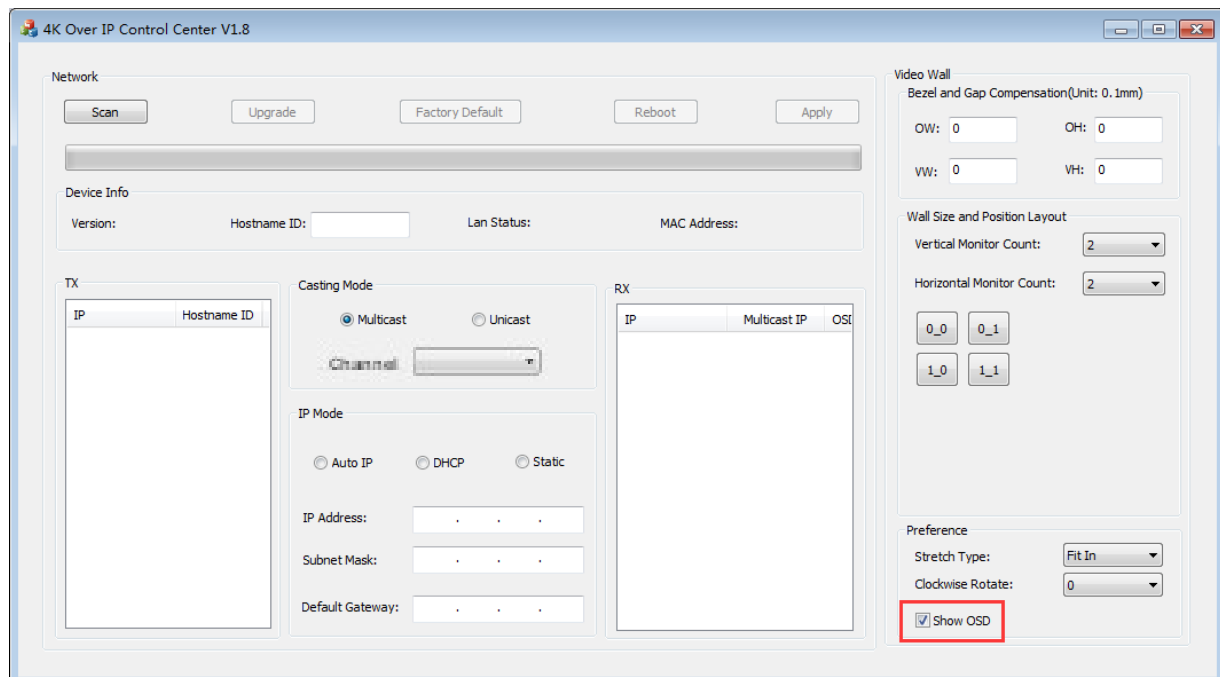 4K Over IP Control Center V1.8
Network
Scan
Upgrade
Factory Default
Reboot
Apply
Device Info
Version:
Hostname ID:
Lan Status:
MAC Address:
TX
IP Hostname ID
Casting Mode
Multicast
Unicast
Channel
IP Mode
Auto IP
DHCP
Static
IP Address: . . .
Subnet Mask: . . .
Default Gateway: . . .
RX
IP Multicast IP OSD
Video Wall
Bezel and Gap Compensation(Unit: 0.1mm)
OW: 0 OH: 0
VW: 0 VH: 0
Wall Size and Position Layout
Vertical Monitor Count: 2
Horizontal Monitor Count: 2
0_0 0_1
1_0 1_1
Preference
Stretch Type: Fit In
Clockwise Rotate: 0
Show OSD